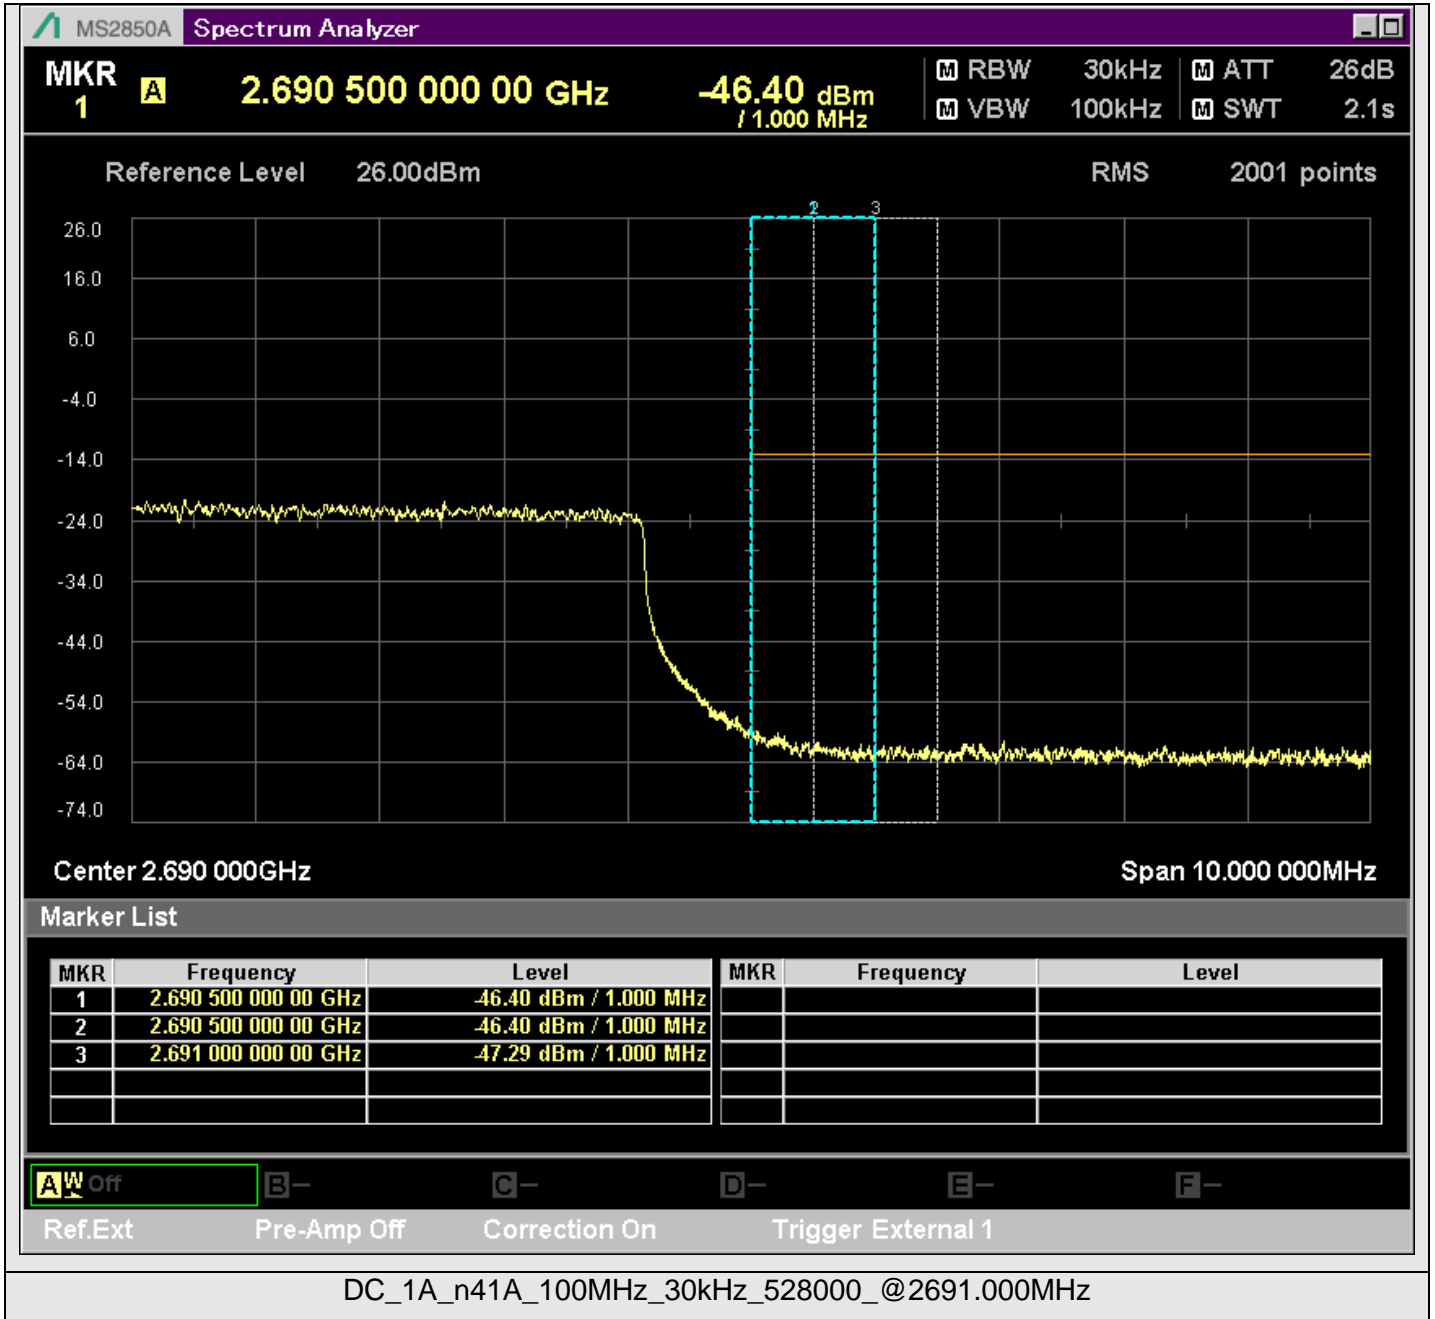 MS2850A Spectrum Analyzer
MKR 1 A 2.690 500 000 00 GHz -46.40 dBm / 1.000 MHz
M RBW 30kHz M ATT 26dB
M VBW 100kHz M SWT 2.1s
Reference Level 26.00dBm RMS 2001 points
2 3
26.0
16.0
6.0
-4.0
-14.0
-24.0
-34.0
-44.0
-54.0
-64.0
-74.0
Center 2.690 000GHz Span 10.000 000MHz
Marker List
MKR Frequency Level MKR Frequency Level
1 2.690 500 000 00 GHz -46.40 dBm / 1.000 MHz
2 2.690 500 000 00 GHz -46.40 dBm / 1.000 MHz
3 2.691 000 000 00 GHz -47.29 dBm / 1.000 MHz
A W Off B - C - D - E - F -
Ref.Ext Pre-Amp Off Correction On Trigger External 1
DC_1A_n41A_100MHz_30kHz_528000_@2691.000MHz